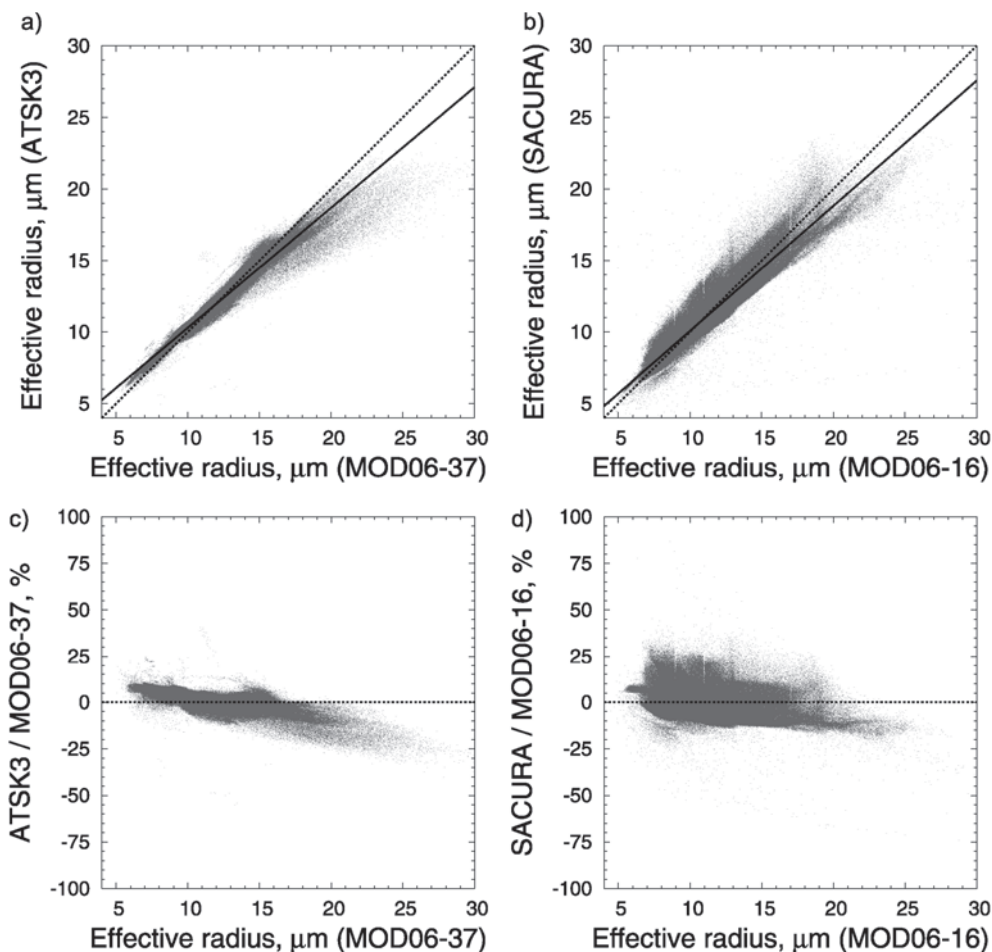 a)
30
25
20
15
10
5
Effective radius, μm (ATSK3)
5 10 15 20 25 30
Effective radius, μm (MOD06-37)
b)
30
25
20
15
10
5
Effective radius, μm (SACURA)
5 10 15 20 25 30
Effective radius, μm (MOD06-16)
c)
100
75
50
25
0
-25
-50
-75
-100
ATSK3 / MOD06-37, %
5 10 15 20 25 30
Effective radius, μm (MOD06-37)
d)
100
75
50
25
0
-25
-50
-75
-100
SACURA / MOD06-16, %
5 10 15 20 25 30
Effective radius, μm (MOD06-16)